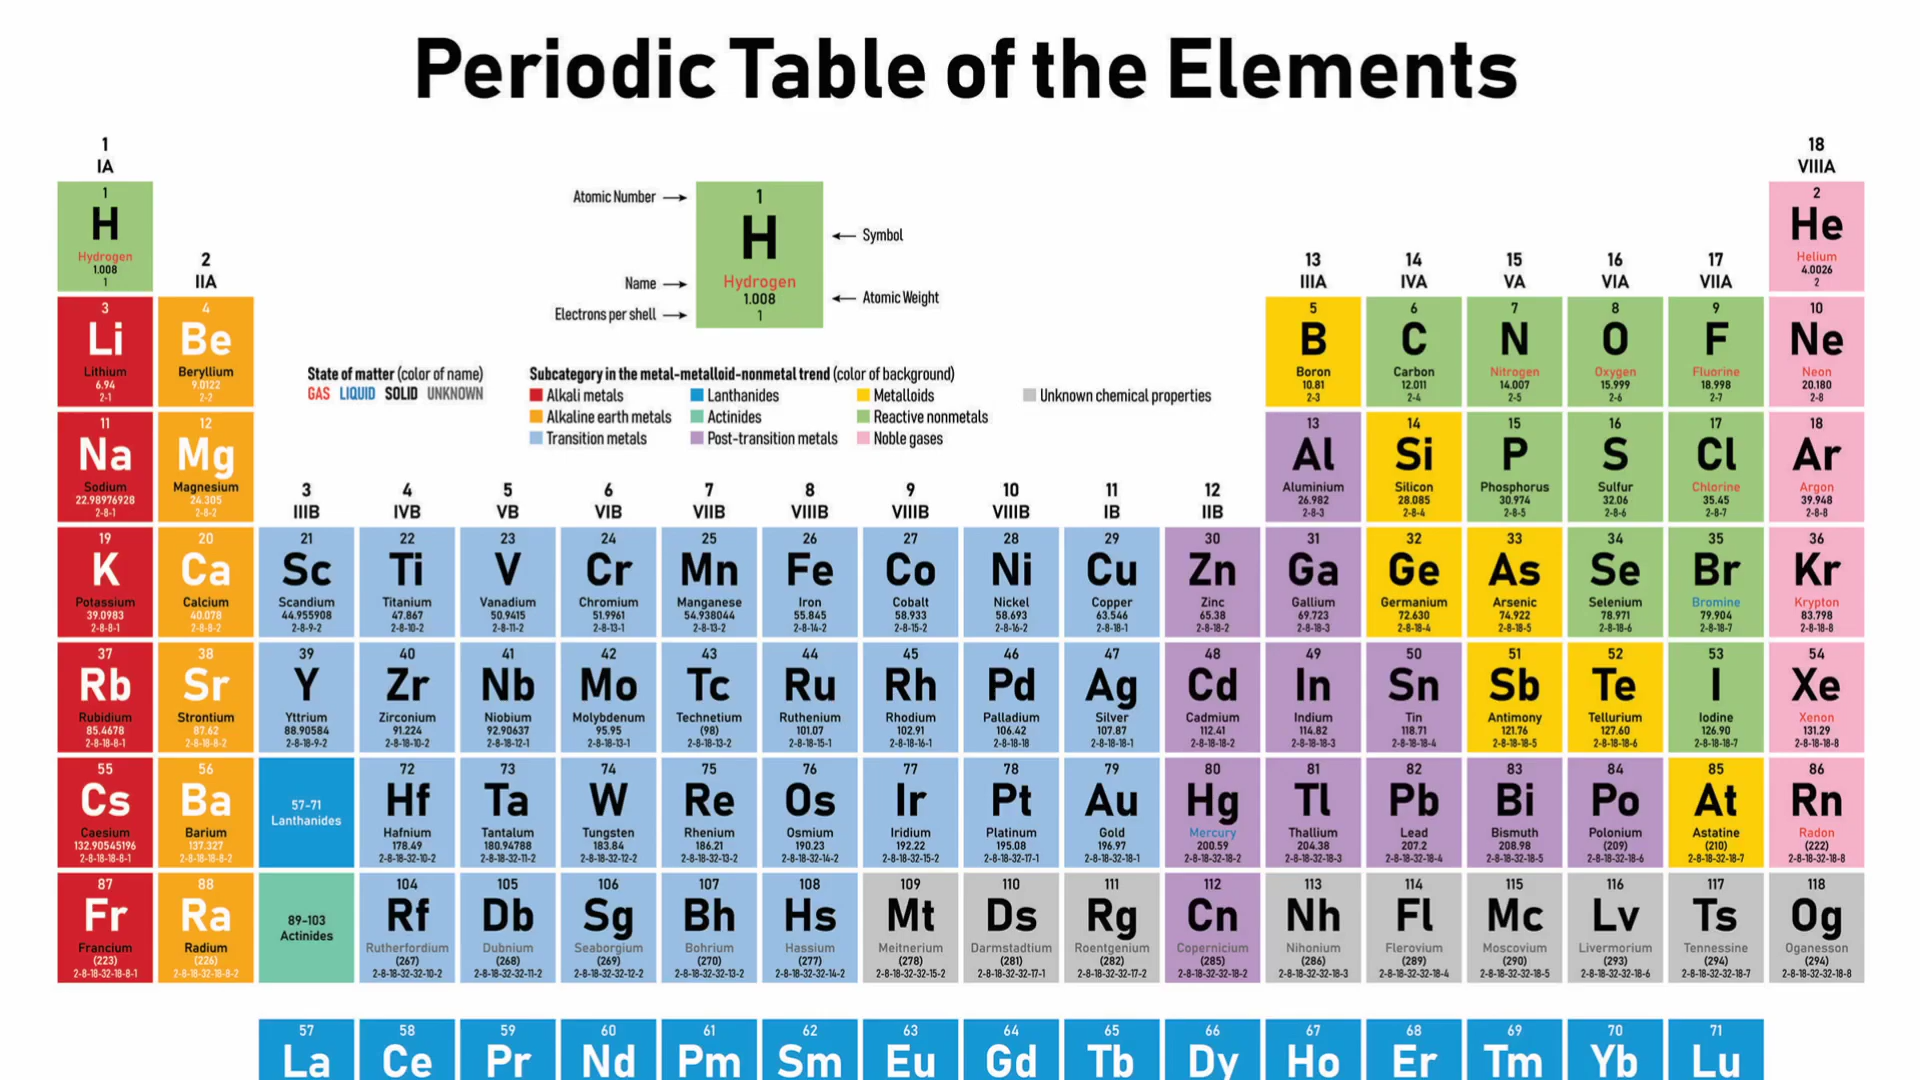 Periodic Table of the Elements
1
IA
18
VIIIA
1
H
Hydrogen
1.008
1
Atomic Number
Name
Electrons per shell
1
H
Hydrogen
1.008
1
Symbol
Atomic Weight
2
He
Helium
4.0026
2
2
IIA
13
IIIA
14
IVA
15
VA
16
VIA
17
VIIA
3
Li
Lithium
6.94
2-1
4
Be
Beryllium
9.0122
2-2
State of matter (color of name)
GAS LIQUID SOLID UNKNOWN
Subcategory in the metal-metalloid-nonmetal trend (color of background)
Alkali metals
Alkaline earth metals
Transition metals
Lanthanides
Actinides
Post-transition metals
Metalloids
Reactive nonmetals
Noble gases
Unknown chemical properties
5
B
Boron
10.81
2-3
6
C
Carbon
12.011
2-4
7
N
Nitrogen
14.007
2-5
8
O
Oxygen
15.999
2-6
9
F
Fluorine
18.998
2-7
10
Ne
Neon
20.180
2-8
11
Na
Sodium
22.98976928
2-8-1
12
Mg
Magnesium
24.305
2-8-2
3
IIIB
4
IVB
5
VB
6
VIB
7
VIIB
8
VIIIB
9
VIIIB
10
VIIIB
11
IB
12
IIB
13
Al
Aluminium
26.982
2-8-3
14
Si
Silicon
28.085
2-8-4
15
P
Phosphorus
30.974
2-8-5
16
S
Sulfur
32.06
2-8-6
17
Cl
Chlorine
35.45
2-8-7
18
Ar
Argon
39.948
2-8-8
19
K
Potassium
39.0983
2-8-8-1
20
Ca
Calcium
40.078
2-8-8-2
21
Sc
Scandium
44.955908
2-8-9-2
22
Ti
Titanium
47.867
2-8-10-2
23
V
Vanadium
50.9415
2-8-11-2
24
Cr
Chromium
51.9961
2-8-13-1
25
Mn
Manganese
54.938044
2-8-13-2
26
Fe
Iron
55.845
2-8-14-2
27
Co
Cobalt
58.933
2-8-15-2
28
Ni
Nickel
58.693
2-8-16-2
29
Cu
Copper
63.546
2-8-18-1
30
Zn
Zinc
65.38
2-8-18-2
31
Ga
Gallium
69.723
2-8-18-3
32
Ge
Germanium
72.630
2-8-18-4
33
As
Arsenic
74.922
2-8-18-5
34
Se
Selenium
78.971
2-8-18-6
35
Br
Bromine
79.904
2-8-18-7
36
Kr
Krypton
83.798
2-8-18-8
37
Rb
Rubidium
85.4678
2-8-18-8-1
38
Sr
Strontium
87.62
2-8-18-8-2
39
Y
Yttrium
88.90584
2-8-18-9-2
40
Zr
Zirconium
91.224
2-8-18-10-2
41
Nb
Niobium
92.90637
2-8-18-12-1
42
Mo
Molybdenum
95.95
2-8-18-13-1
43
Tc
Technetium
(98)
2-8-18-13-2
44
Ru
Ruthenium
101.07
2-8-18-15-1
45
Rh
Rhodium
102.91
2-8-18-16-1
46
Pd
Palladium
106.42
2-8-18-18
47
Ag
Silver
107.87
2-8-18-18-1
48
Cd
Cadmium
112.41
2-8-18-18-2
49
In
Indium
114.82
2-8-18-18-3
50
Sn
Tin
118.71
2-8-18-18-4
51
Sb
Antimony
121.76
2-8-18-18-5
52
Te
Tellurium
127.60
2-8-18-18-6
53
I
Iodine
126.90
2-8-18-18-7
54
Xe
Xenon
131.29
2-8-18-18-8
55
Cs
Caesium
132.90545196
2-8-18-18-8-1
56
Ba
Barium
137.327
2-8-18-18-8-2
57-71
Lanthanides
72
Hf
Hafnium
178.49
2-8-18-32-10-2
73
Ta
Tantalum
180.94788
2-8-18-32-11-2
74
W
Tungsten
183.84
2-8-18-32-12-2
75
Re
Rhenium
186.21
2-8-18-32-13-2
76
Os
Osmium
190.23
2-8-18-32-14-2
77
Ir
Iridium
192.22
2-8-18-32-15-2
78
Pt
Platinum
195.08
2-8-18-32-17-1
79
Au
Gold
196.97
2-8-18-32-18-1
80
Hg
Mercury
200.59
2-8-18-32-18-2
81
Tl
Thallium
204.38
2-8-18-32-18-3
82
Pb
Lead
207.2
2-8-18-32-18-4
83
Bi
Bismuth
208.98
2-8-18-32-18-5
84
Po
Polonium
(209)
2-8-18-32-18-6
85
At
Astatine
(210)
2-8-18-32-18-7
86
Rn
Radon
(222)
2-8-18-32-18-8
87
Fr
Francium
(223)
2-8-18-32-18-8-1
88
Ra
Radium
(226)
2-8-18-32-18-8-2
89-103
Actinides
104
Rf
Rutherfordium
(267)
2-8-18-32-32-10-2
105
Db
Dubnium
(268)
2-8-18-32-32-11-2
106
Sg
Seaborgium
(269)
2-8-18-32-32-12-2
107
Bh
Bohrium
(270)
2-8-18-32-32-13-2
108
Hs
Hassium
(277)
2-8-18-32-32-14-2
109
Mt
Meitnerium
(278)
2-8-18-32-32-15-2
110
Ds
Darmstadtium
(281)
2-8-18-32-32-17-1
111
Rg
Roentgenium
(282)
2-8-18-32-32-17-2
112
Cn
Copernicium
(285)
2-8-18-32-32-18-2
113
Nh
Nihonium
(286)
2-8-18-32-32-18-3
114
Fl
Flerovium
(289)
2-8-18-32-32-18-4
115
Mc
Moscovium
(290)
2-8-18-32-32-18-5
116
Lv
Livermorium
(293)
2-8-18-32-32-18-6
117
Ts
Tennessine
(294)
2-8-18-32-32-18-7
118
Og
Oganesson
(294)
2-8-18-32-32-18-8
57
La
58
Ce
59
Pr
60
Nd
61
Pm
62
Sm
63
Eu
64
Gd
65
Tb
66
Dy
67
Ho
68
Er
69
Tm
70
Yb
71
Lu